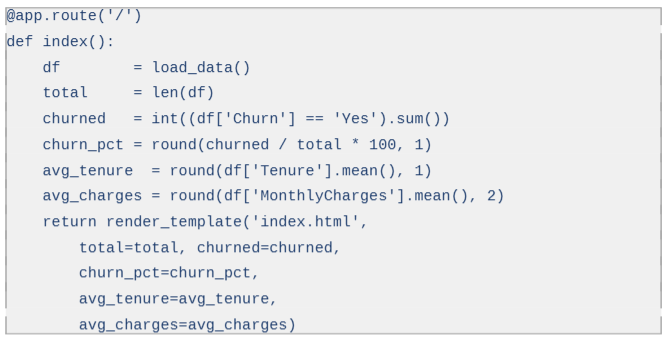 @app.route('/')
def index():
    df        = load_data()
    total     = len(df)
    churned   = int((df['Churn'] == 'Yes').sum())
    churn_pct = round(churned / total * 100, 1)
    avg_tenure  = round(df['Tenure'].mean(), 1)
    avg_charges = round(df['MonthlyCharges'].mean(), 2)
    return render_template('index.html',
        total=total, churned=churned,
        churn_pct=churn_pct,
        avg_tenure=avg_tenure,
        avg_charges=avg_charges)